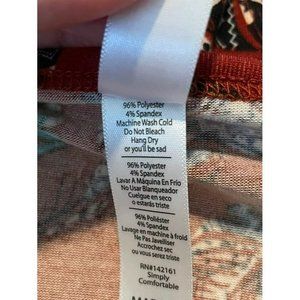 96% Polyester
4% Spandex
Machine Wash Cold
Do Not Bleach
Hang Dry
or you'll be sad
96% Polyester
4% Spandex
Lavar A Máquina En Frío
No Usar Blanqueador
Cuelgue en seco
o estarás triste
96% Poliéster
4% Spandex
Lavage en machine à froid
Ne Pas Javelliser
Accrochez sec
ou vous serez triste
RN#142161
Simply
Comfortable